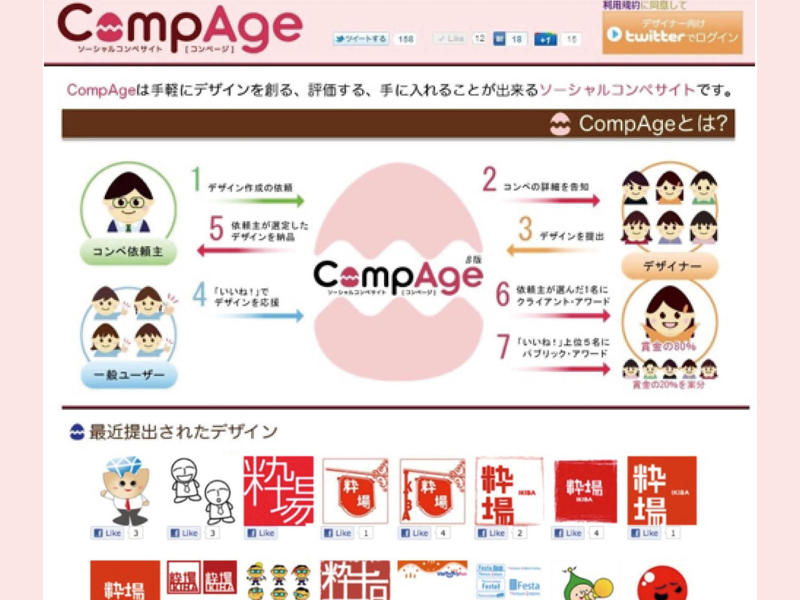 CompAge
ソーシャルコンペサイト [コンページ]
ツイートする 158
Like 12
18
+1 15
利用規約に同意して
デザイナー向け
twitterでログイン
CompAgeは手軽にデザインを創る、評価する、手に入れることが出来るソーシャルコンペサイトです。
CompAgeとは?
1 デザイン作成の依頼
5 依頼主が選定した
デザインを納品
コンペ依頼主
4 「いいね!」で
デザインを応援
一般ユーザー
β版
CompAge
ソーシャルコンペサイト [コンページ]
2 コンペの詳細を告知
3 デザインを提出
デザイナー
6 依頼主が選んだ1名に
クライアント・アワード
賞金の80%
7 「いいね!」上位5名に
パブリック・アワード
賞金の20%を案分
最近提出されたデザイン
粋場
粋場
粋場
粋場 IKIBA
粋場 IKIBA
粋場 IKIBA
Like 3
Like 3
Like
Like 1
Like 4
Like 2
Like 4
Like 1
粋場
粋場 IKIBA
粋場 IKIBA
Festa
Festa